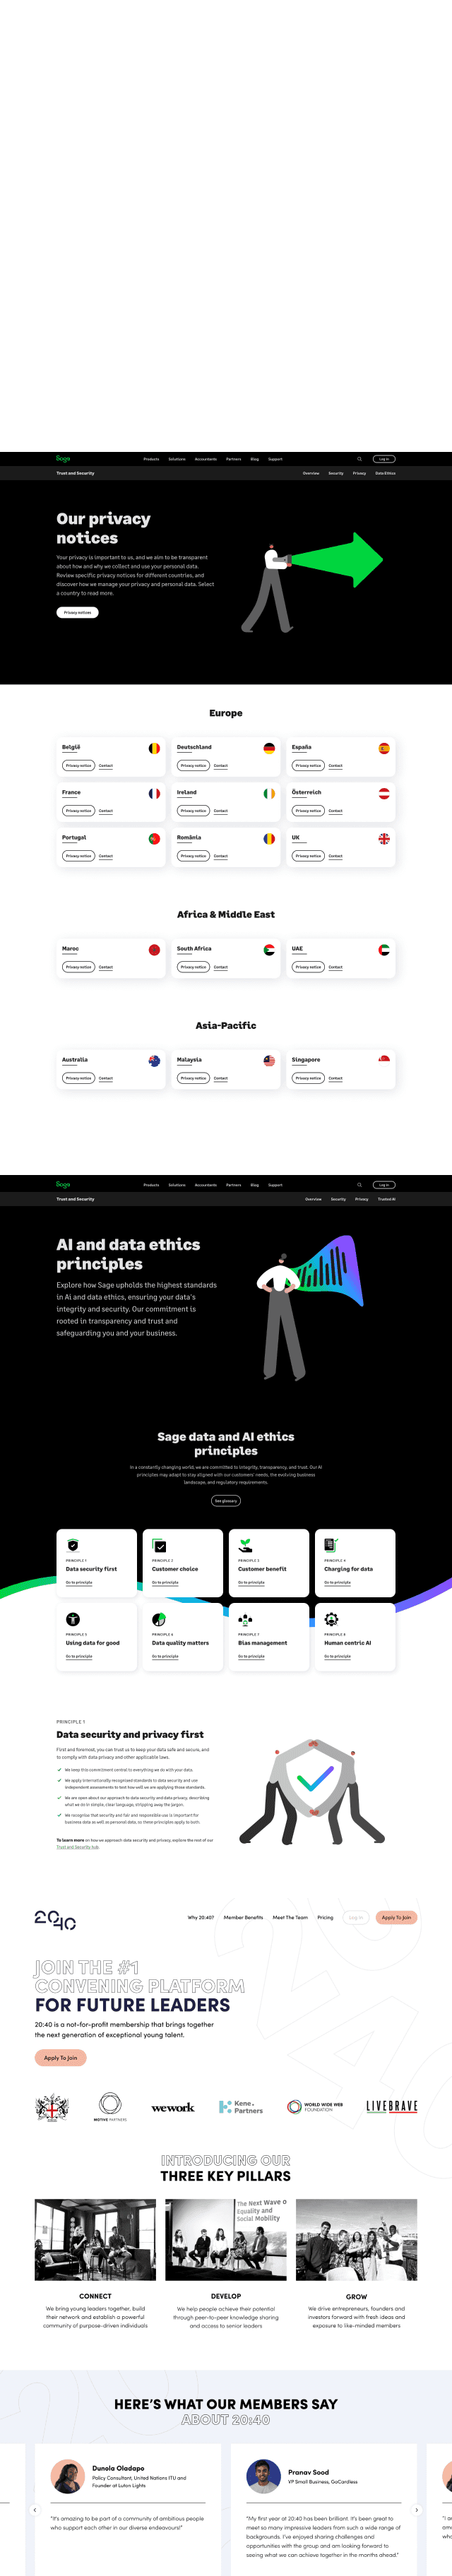 Sage
Products Solutions Accountants Partners Blog Support
Log in
Trust and Security
Overview Security Privacy Data Ethics
Our privacy
notices
Your privacy is important to us, and we aim to be transparent
about how and why we collect and use your personal data.
Review specific privacy notices for different countries, and
discover how we manage your privacy and personal data. Select
a country to read more.
Privacy notices
Europe
België Deutschland España
Privacy notice Contact Privacy notice Contact Privacy notice Contact
France Ireland Österreich
Privacy notice Contact Privacy notice Contact Privacy notice Contact
Portugal România UK
Privacy notice Contact Privacy notice Contact Privacy notice Contact
Africa & Middle East
Maroc South Africa UAE
Privacy notice Contact Privacy notice Contact Privacy notice Contact
Asia-Pacific
Australia Malaysia Singapore
Privacy notice Contact Privacy notice Contact Privacy notice Contact
Sage
Products Solutions Accountants Partners Blog Support
Log in
Trust and Security
Overview Security Privacy Trusted AI
AI and data ethics
principles
Explore how Sage upholds the highest standards
in AI and data ethics, ensuring your data's
integrity and security. Our commitment is
rooted in transparency and trust and
safeguarding you and your business.
Sage data and AI ethics
principles
In a constantly changing world, we are committed to integrity, transparency, and trust. Our AI
principles may adapt to stay aligned with our customers' needs, the evolving business
landscape, and regulatory requirements.
See glossary
PRINCIPLE 1 PRINCIPLE 2 PRINCIPLE 3 PRINCIPLE 4
Data security first Customer choice Customer benefit Charging for data
Go to principle Go to principle Go to principle Go to principle
PRINCIPLE 5 PRINCIPLE 6 PRINCIPLE 7 PRINCIPLE 8
Using data for good Data quality matters Bias management Human centric AI
Go to principle Go to principle Go to principle Go to principle
PRINCIPLE 1
Data security and privacy first
First and foremost, you can trust us to keep your data safe and secure, and
to comply with data privacy and other applicable laws.
We keep this commitment central to everything we do with your data.
We apply internationally recognised standards to data security and use
independent assessments to test how well we are applying those standards.
We are open about our approach to data security and data privacy, describing
what we do in simple, clear language, stripping away the jargon.
We recognise that security and fair and responsible use is important for
business data as well as personal data, so these principles apply to both.
To learn more on how we approach data security and privacy, explore the rest of our
Trust and Security hub.
20:40
Why 20:40? Member Benefits Meet The Team Pricing Log In Apply To Join
JOIN THE #1
CONVENING PLATFORM
FOR FUTURE LEADERS
20:40 is a not-for-profit membership that brings together
the next generation of exceptional young talent.
Apply To Join
MOTIVE PARTNERS
wework
Kene Partners
WORLD WIDE WEB FOUNDATION
LIVEBRAVE
INTRODUCING OUR
THREE KEY PILLARS
The Next Wave o
Equality and
Social Mobility
CONNECT DEVELOP GROW
We bring young leaders together, build
their network and establish a powerful
community of purpose-driven individuals
We help people achieve their potential
through peer-to-peer knowledge sharing
and access to senior leaders
We drive entrepreneurs, founders and
investors forward with fresh ideas and
exposure to like-minded members
HERE'S WHAT OUR MEMBERS SAY
ABOUT 20:40
Dunola Oladapo
Policy Consultant, United Nations ITU and
Founder at Luton Lights
"It's amazing to be part of a community of ambitious people
who support each other in our diverse endeavours!"
Pranav Sood
VP Small Business, GoCardless
"My first year of 20:40 has been brilliant. It's been great to
meet so many impressive leaders from such a wide range of
backgrounds. I've enjoyed sharing challenges and
opportunities with the group and am looking forward to
seeing what we can achieve together in the months ahead."